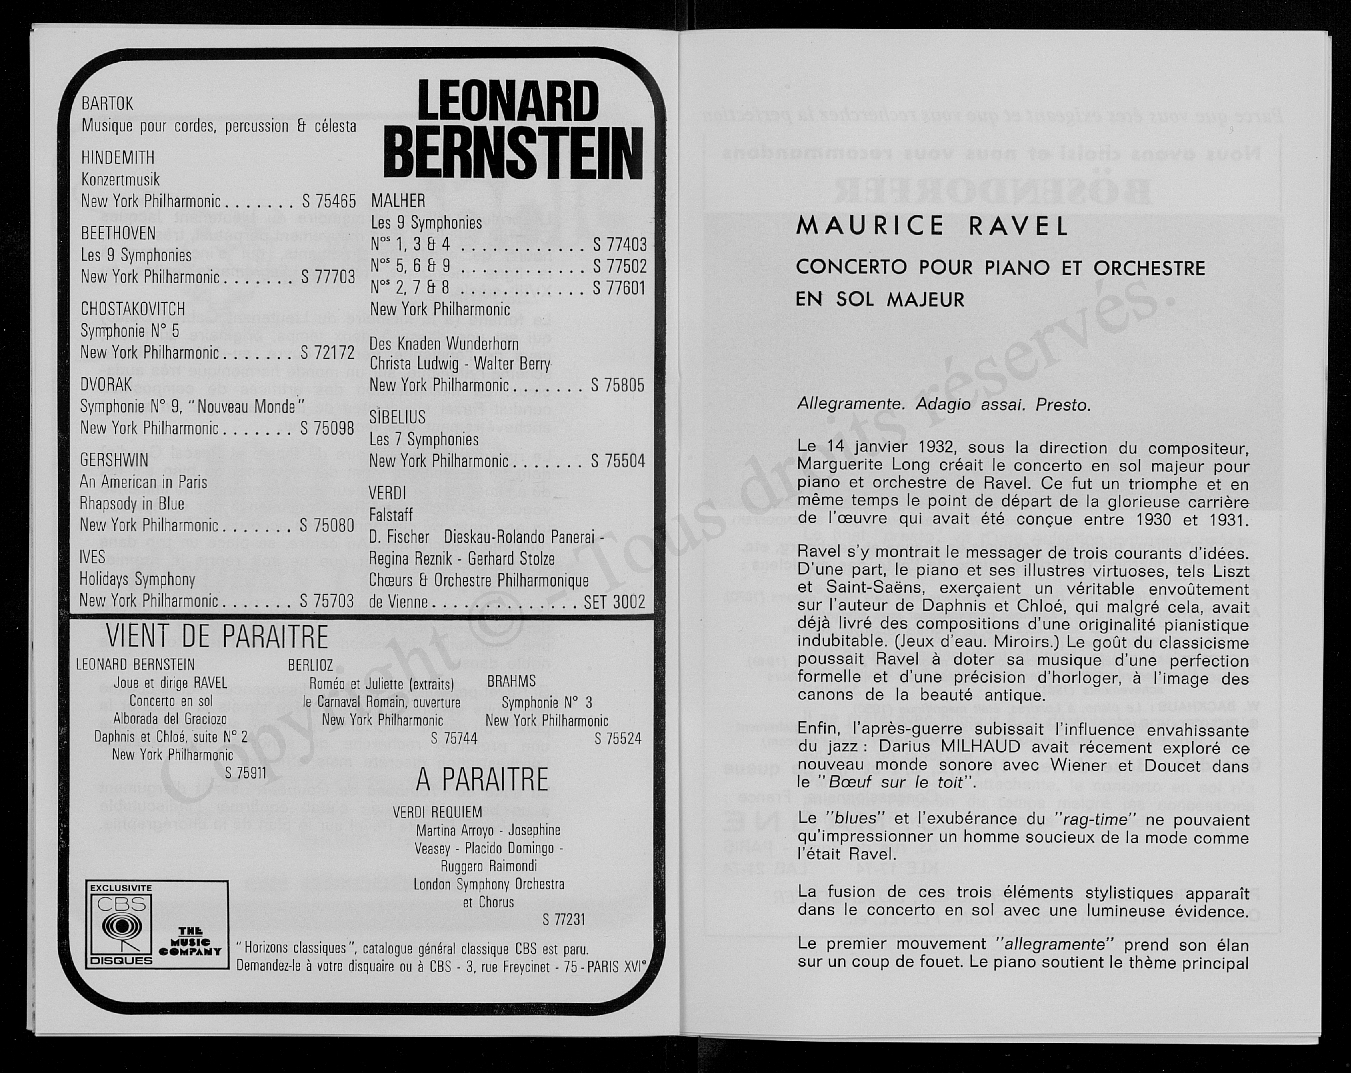 LEONARD
BERNSTEIN
BARTOK
Musique pour cordes, percussion & célesta
HINDEMITH
Konzertmusik
New York Philharmonic . . . . . . . S 75465
BEETHOVEN
Les 9 Symphonies
New York Philharmonic . . . . . . . S 77703
CHOSTAKOVITCH
Symphonie N° 5
New York Philharmonic . . . . . . . S 72172
DVORAK
Symphonie N° 9, "Nouveau Monde"
New York Philharmonic . . . . . . . S 75098
GERSHWIN
An American in Paris
Rhapsody in Blue
New York Philharmonic . . . . . . . S 75080
IVES
Holidays Symphony
New York Philharmonic . . . . . . . S 75703
MALHER
Les 9 Symphonies
Nos 1, 3 & 4 . . . . . . . . . . . . S 77403
Nos 5, 6 & 9 . . . . . . . . . . . . S 77502
Nos 2, 7 & 8 . . . . . . . . . . . . S 77601
New York Philharmonic
Des Knaden Wunderhorn
Christa Ludwig - Walter Berry
New York Philharmonic . . . . . . . S 75805
SIBELIUS
Les 7 Symphonies
New York Philharmonic . . . . . . . S 75504
VERDI
Falstaff
D. Fischer Dieskau-Rolando Panerai -
Regina Reznik - Gerhard Stolze
Chœurs & Orchestre Philharmonique
de Vienne . . . . . . . . . . . . . . SET 3002
VIENT DE PARAITRE
LEONARD BERNSTEIN
Joue et dirige RAVEL
Concerto en sol
Alborada del Graciozo
Daphnis et Chloé, suite N° 2
New York Philharmonic
S 75911
BERLIOZ
Roméo et Juliette (extraits)
le Carnaval Romain, ouverture
New York Philharmonic
S 75744
BRAHMS
Symphonie N° 3
New York Philharmonic
S 75524
A PARAITRE
VERDI REQUIEM
Martina Arroyo - Josephine
Veasey - Placido Domingo -
Ruggero Raimondi
London Symphony Orchestra
et Chorus
S 77231
EXCLUSIVITE
CBS
DISQUES
THE
MUSIC
COMPANY
"Horizons classiques", catalogue général classique CBS est paru.
Demandez-le à votre disquaire ou à CBS - 3, rue Freycinet - 75-PARIS XVIe
MAURICE RAVEL
CONCERTO POUR PIANO ET ORCHESTRE
EN SOL MAJEUR
Allegramente. Adagio assai. Presto.
Le 14 janvier 1932, sous la direction du compositeur,
Marguerite Long créait le concerto en sol majeur pour
piano et orchestre de Ravel. Ce fut un triomphe et en
même temps le point de départ de la glorieuse carrière
de l'œuvre qui avait été conçue entre 1930 et 1931.
Ravel s'y montrait le messager de trois courants d'idées.
D'une part, le piano et ses illustres virtuoses, tels Liszt
et Saint-Saëns, exerçaient un véritable envoûtement
sur l'auteur de Daphnis et Chloé, qui malgré cela, avait
déjà livré des compositions d'une originalité pianistique
indubitable. (Jeux d'eau. Miroirs.) Le goût du classicisme
poussait Ravel à doter sa musique d'une perfection
formelle et d'une précision d'horloger, à l'image des
canons de la beauté antique.
Enfin, l'après-guerre subissait l'influence envahissante
du jazz : Darius MILHAUD avait récement exploré ce
nouveau monde sonore avec Wiener et Doucet dans
le "Bœuf sur le toit".
Le "blues" et l'exubérance du "rag-time" ne pouvaient
qu'impressionner un homme soucieux de la mode comme
l'était Ravel.
La fusion de ces trois éléments stylistiques apparaît
dans le concerto en sol avec une lumineuse évidence.
Le premier mouvement "allegramente" prend son élan
sur un coup de fouet. Le piano soutient le thème principal
Copyright © - Tous droits réservés.